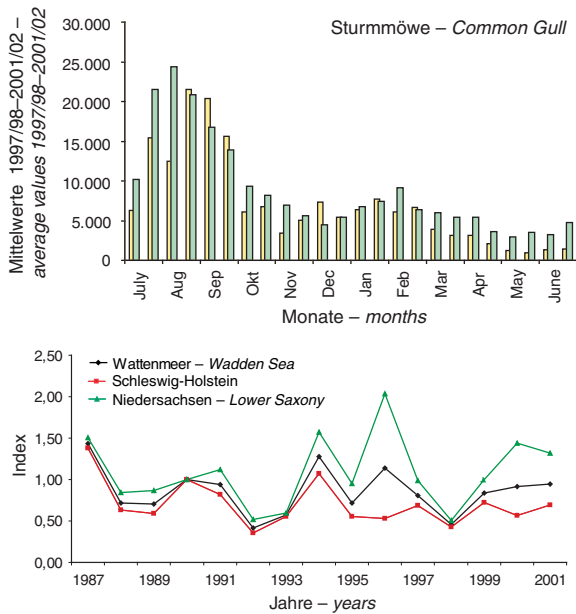 Sturmmöwe – Common Gull
Mittelwerte 1997/98–2001/02 –
average values 1997/98–2001/02
30.000
25.000
20.000
15.000
10.000
5.000
0
July
Aug
Sep
Okt
Nov
Dec
Jan
Feb
Mar
Apr
May
June
Monate – months
2,50
2,00
1,50
1,00
0,50
0,00
Index
Wattenmeer – Wadden Sea
Schleswig-Holstein
Niedersachsen – Lower Saxony
1987 1989 1991 1993 1995 1997 1999 2001
Jahre – years